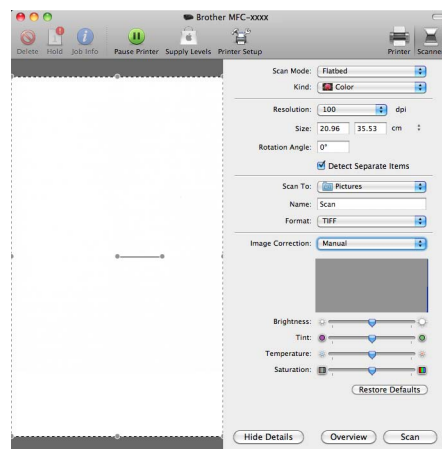 Brother MFC-XXXX
Delete Hold Job Info Pause Printer Supply Levels Printer Setup Printer Scanner
Scan Mode: Flatbed
Kind: Color
Resolution: 100 dpi
Size: 20.96 35.53 cm
Rotation Angle: 0°
Detect Separate Items
Scan To: Pictures
Name: Scan
Format: TIFF
Image Correction: Manual
Brightness:
Tint:
Temperature:
Saturation:
Restore Defaults
Hide Details Overview Scan